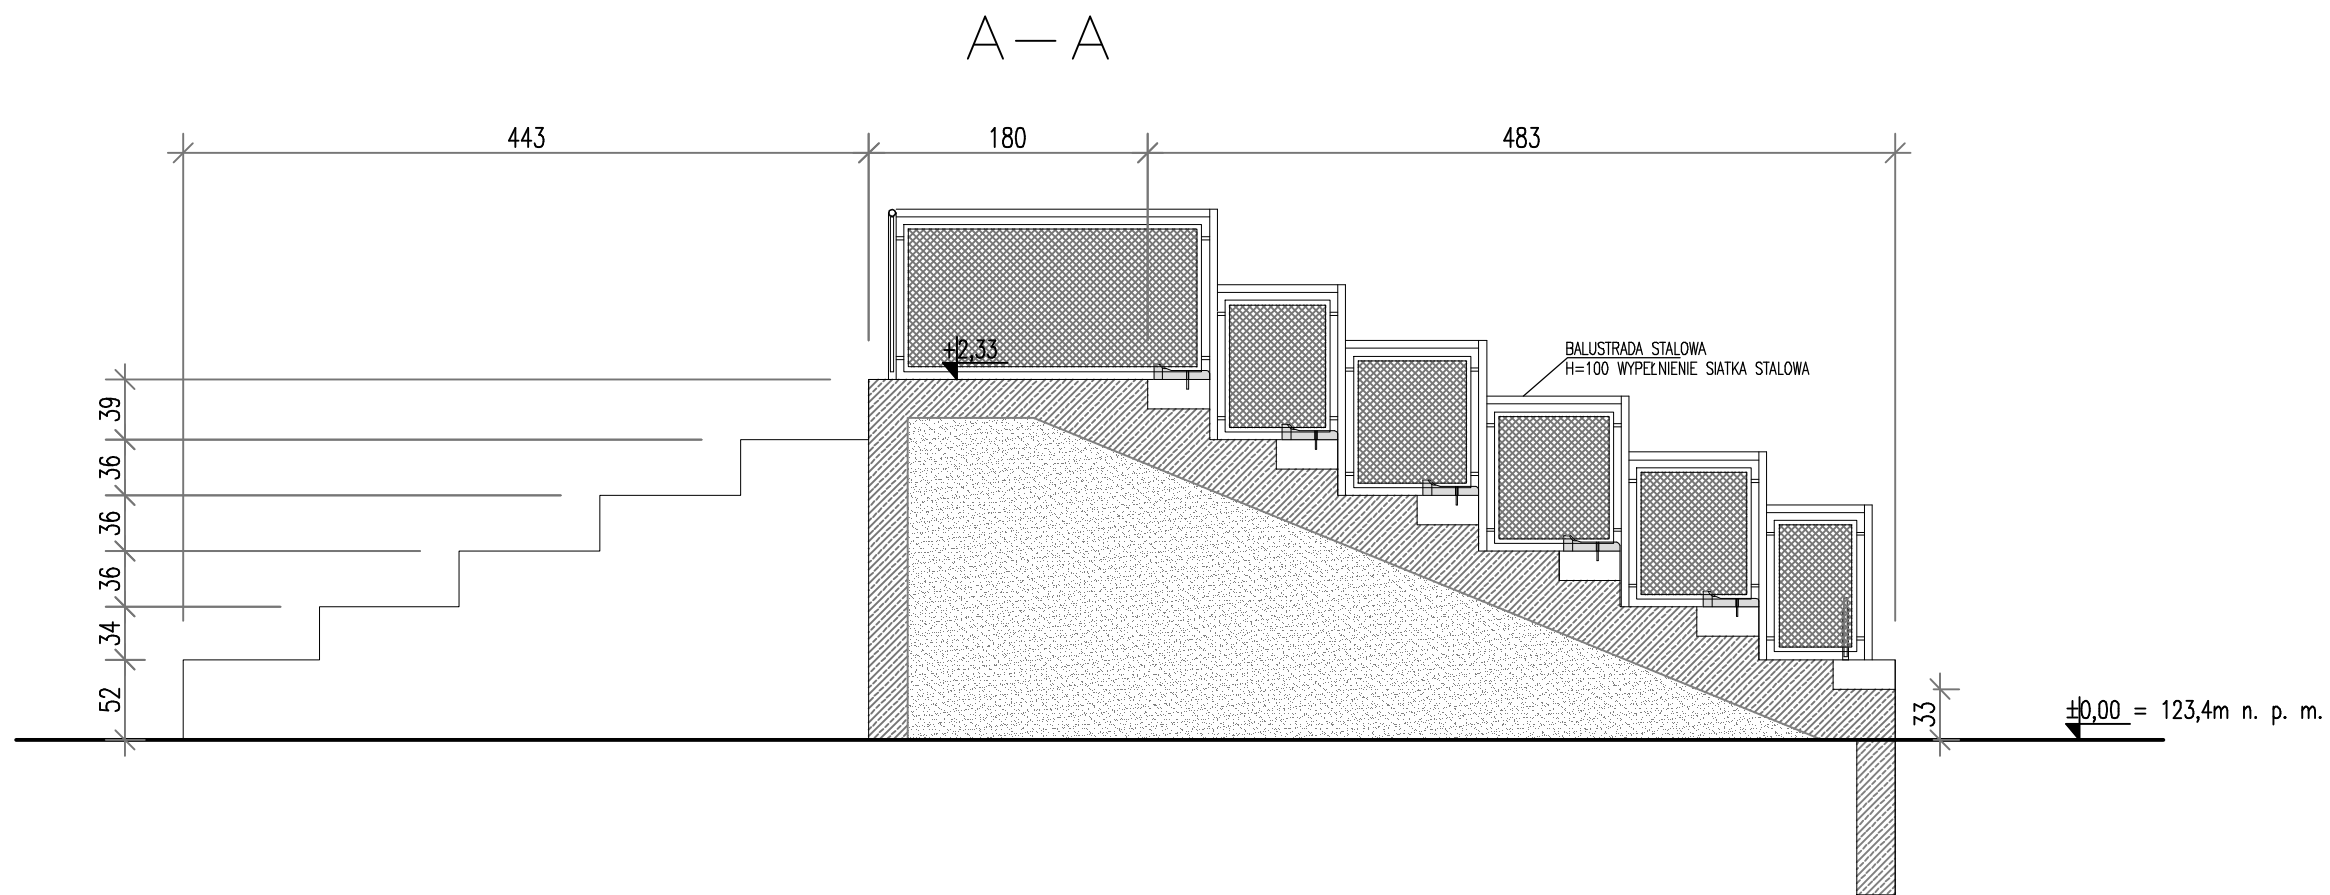 A-A
443
180
483
+2,33
BALUSTRADA STALOWA
H=100 WYPEŁNIENIE SIATKA STALOWA
39
36
36
36
34
52
33
±0,00 = 123,4m n. p. m.